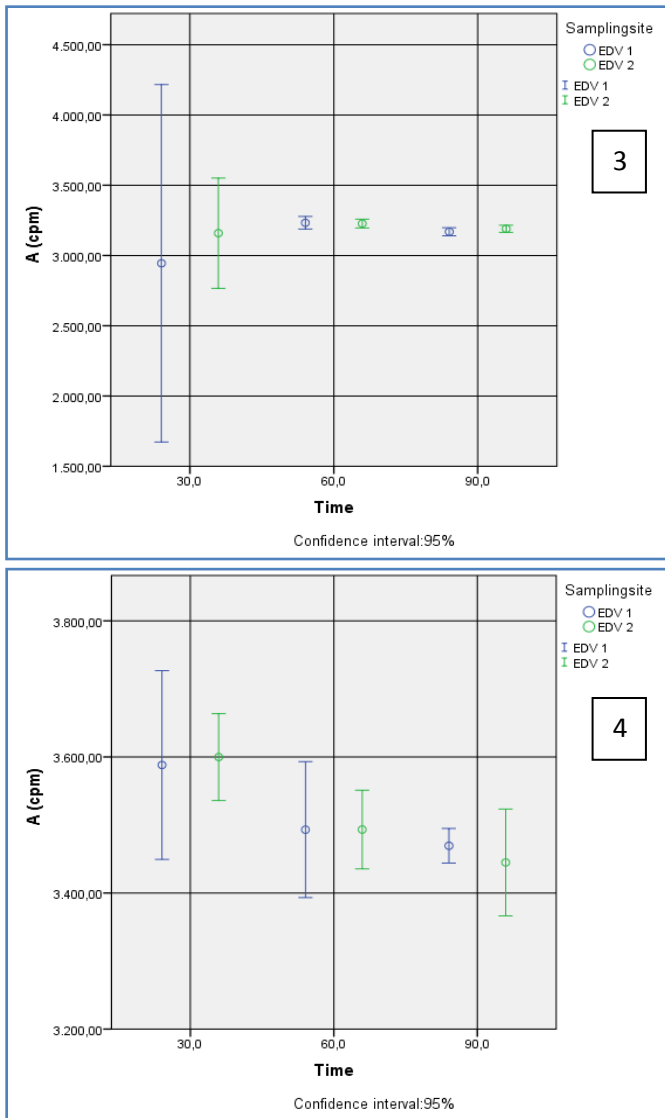 Samplingsite
EDV 1
EDV 2
EDV 1
EDV 2
3
4.500,00
4.000,00
3.500,00
3.000,00
2.500,00
2.000,00
1.500,00
A (cpm)
30,0 60,0 90,0
Time
Confidence interval:95%
Samplingsite
EDV 1
EDV 2
EDV 1
EDV 2
4
3.800,00
3.600,00
3.400,00
3.200,00
A (cpm)
30,0 60,0 90,0
Time
Confidence interval:95%